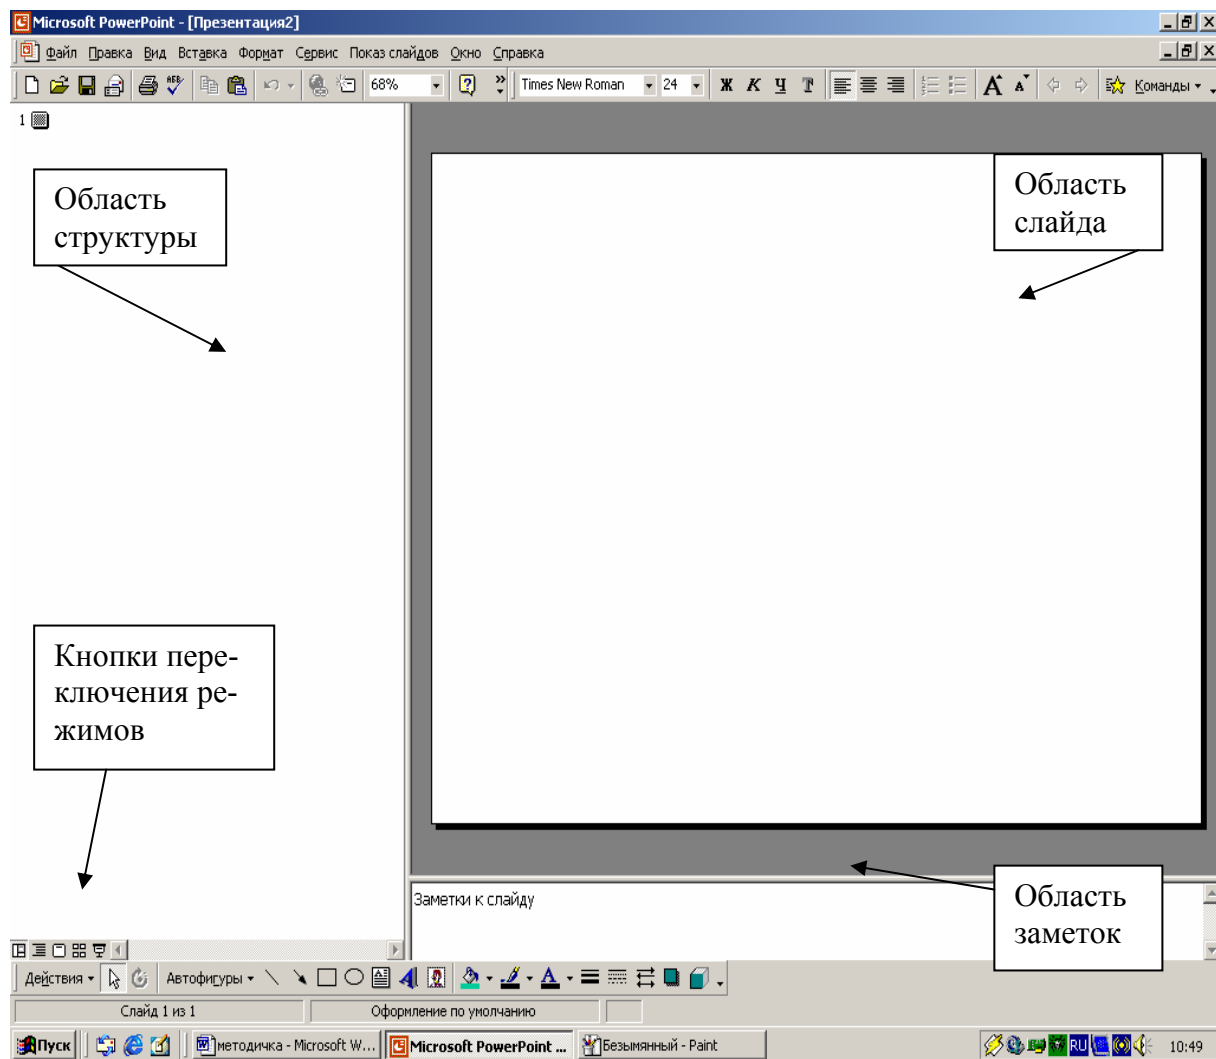 Microsoft PowerPoint - [Презентация2]
Файл Правка Вид Вставка Формат Сервис Показ слайдов Окно Справка
68% Times New Roman 24 Ж К Ч Т А А Команды
1
Область
структуры
Область
слайда
Кнопки пере-
ключения ре-
жимов
Заметки к слайду
Область
заметок
Действия Автофигуры
Слайд 1 из 1 Оформление по умолчанию
Пуск методичка - Microsoft W... Microsoft PowerPoint ... Безымянный - Paint RU 10:49